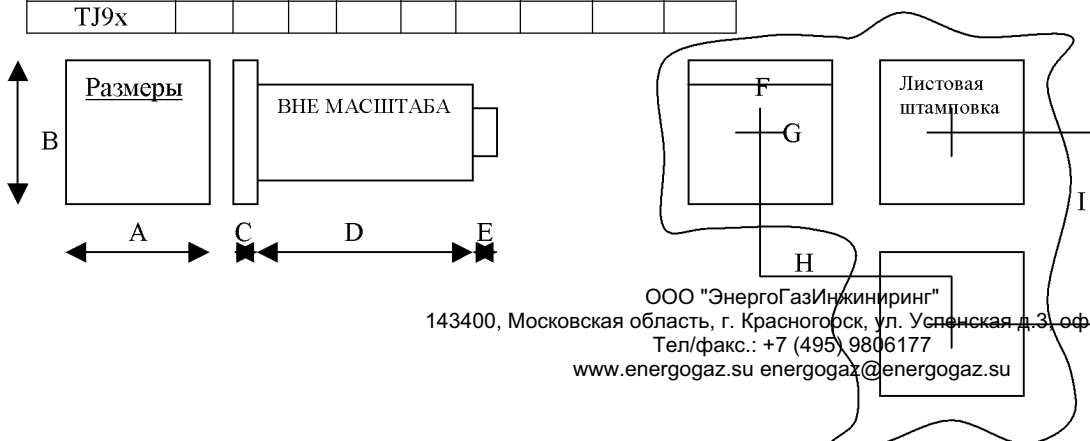 TJ9x
Размеры
B
A
C
D
E
ВНЕ МАСШТАБА
F
G
H
I
Листовая
штамповка
ООО "ЭнергоГазИнжиниринг"
143400, Московская область, г. Красногорск, ул. Успенская д.3, оф
Тел/факс.: +7 (495) 9806177
www.energogaz.su energogaz@energogaz.su